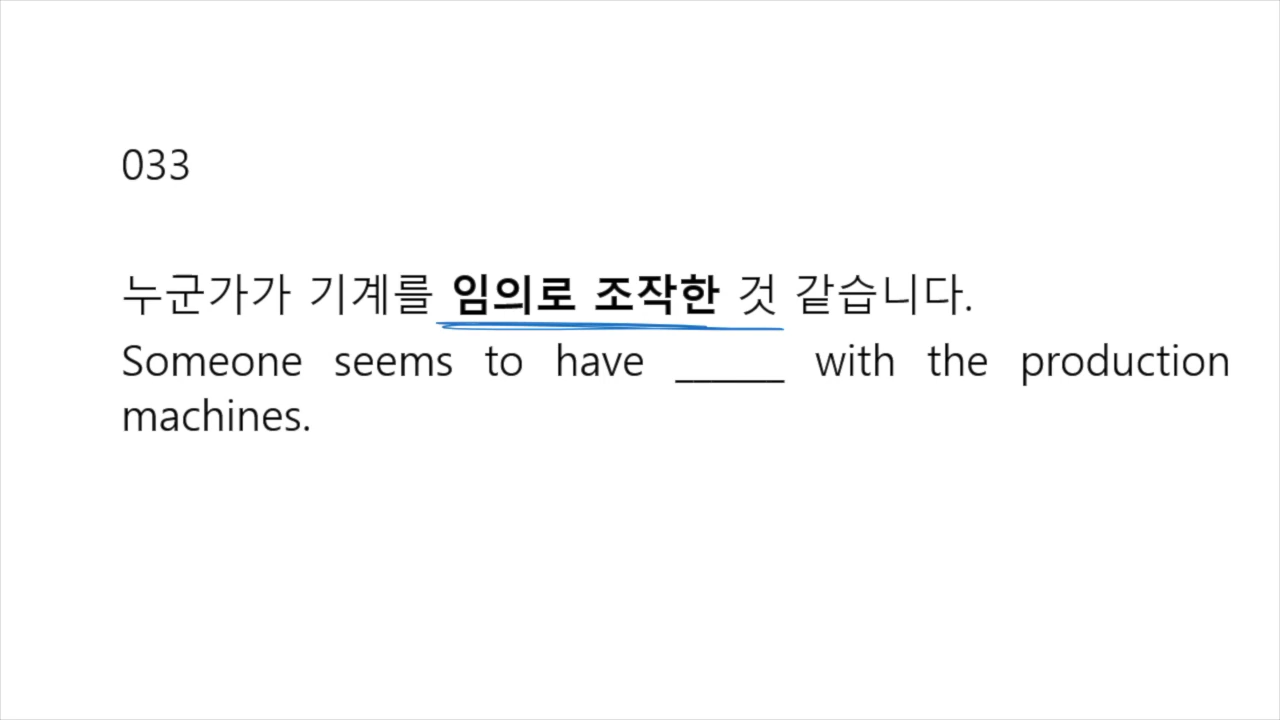 033
누군가가 기계를 임의로 조작한 것 같습니다.
Someone seems to have ______ with the production
machines.